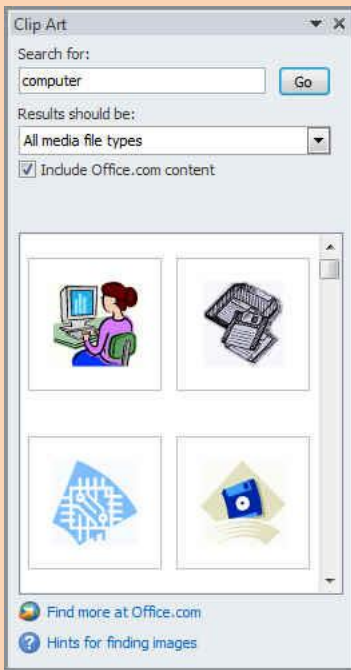 Clip Art
Search for:
computer
Go
Results should be:
All media file types
Include Office.com content
Find more at Office.com
Hints for finding images